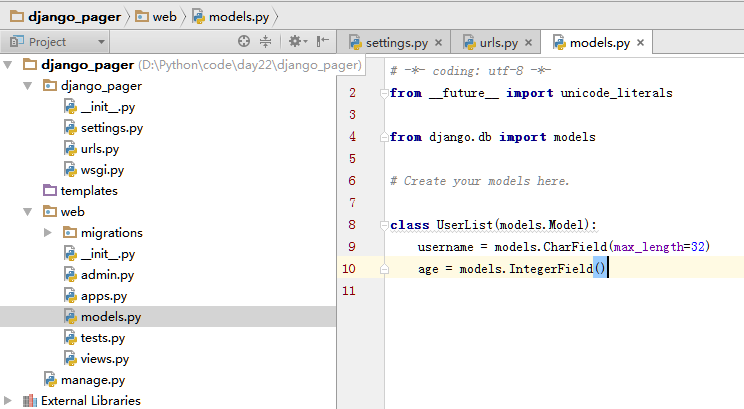 django_pager web models.py
Project settings.py urls.py models.py
django_pager (D:\Python\code\day22\django_pager)
django_pager
__init__.py
settings.py
urls.py
wsgi.py
templates
web
migrations
__init__.py
admin.py
apps.py
models.py
tests.py
views.py
manage.py
External Libraries
# -*- coding: utf-8 -*-
2 from __future__ import unicode_literals
3
4 from django.db import models
5
6 # Create your models here.
7
8 class UserList(models.Model):
9 username = models.CharField(max_length=32)
10 age = models.IntegerField()
11